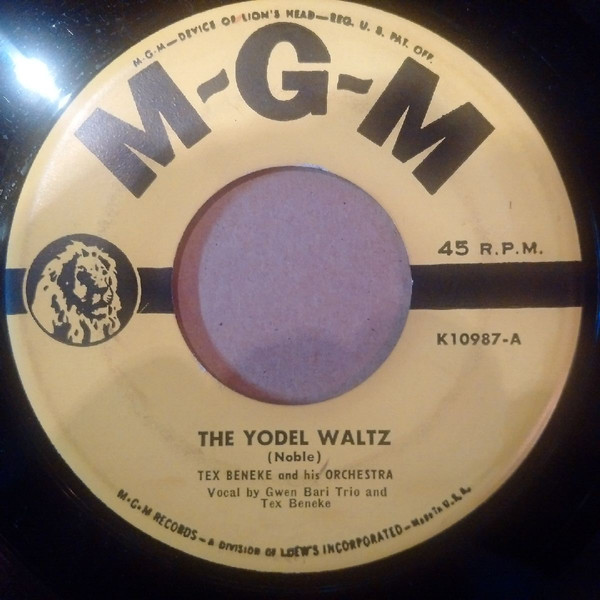 M-G-M—DEVICE OF LION'S HEAD—REG. U. S. PAT. OFF.
M-G-M
45 R.P.M.
K10987-A
THE YODEL WALTZ
(Noble)
TEX BENEKE and his ORCHESTRA
Vocal by Gwen Bari Trio and
Tex Beneke
M-G-M RECORDS—A DIVISION OF LOEW'S INCORPORATED—Made in U.S.A.